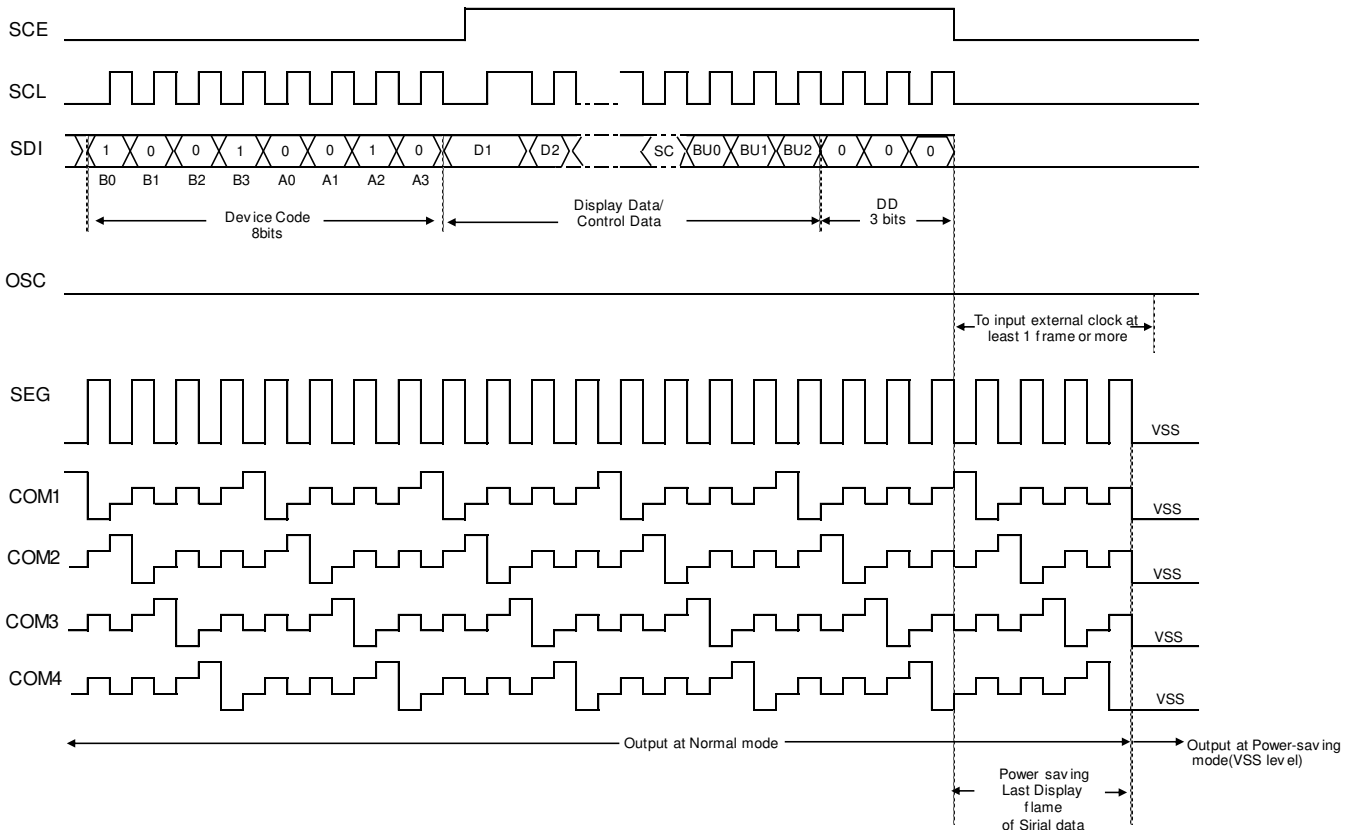 SCE
SCL
SDI
1 0 0 1 0 0 1 0 D1 D2 SC BU0 BU1 BU2 0 0 0
B0 B1 B2 B3 A0 A1 A2 A3
Device Code
8bits
Display Data/
Control Data
DD
3 bits
OSC
To input external clock at
least 1 frame or more
SEG
VSS
COM1
VSS
COM2
VSS
COM3
VSS
COM4
VSS
Output at Normal mode
Output at Power-saving
mode(VSS level)
Power saving
Last Display
flame
of Sirial data